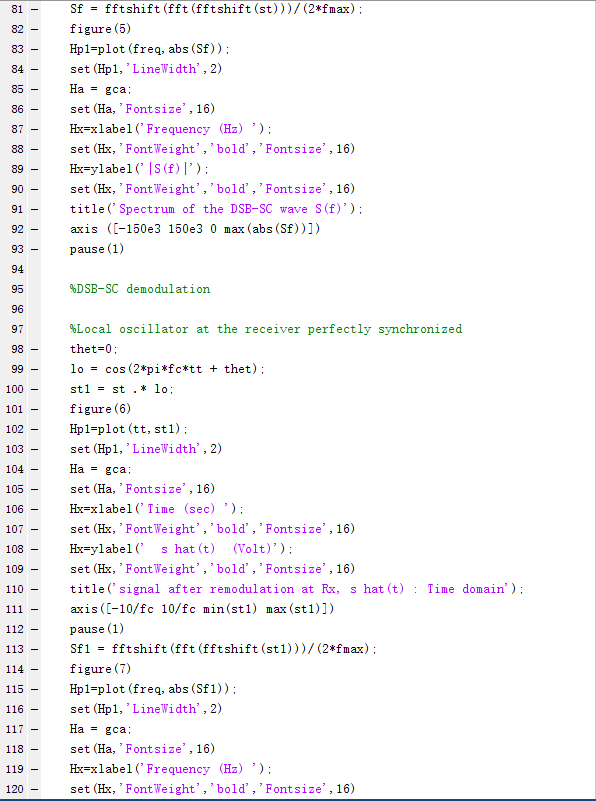 81 – Sf = fftshift(fft(fftshift(st)))/(2*fmax);
82 – figure(5)
83 – Hp1=plot(freq,abs(Sf));
84 – set(Hp1,'LineWidth',2)
85 – Ha = gca;
86 – set(Ha,'Fontsize',16)
87 – Hx=xlabel('Frequency (Hz) ');
88 – set(Hx,'FontWeight','bold','Fontsize',16)
89 – Hx=ylabel('|S(f)|');
90 – set(Hx,'FontWeight','bold','Fontsize',16)
91 – title('Spectrum of the DSB-SC wave S(f)');
92 – axis ([-150e3 150e3 0 max(abs(Sf))])
93 – pause(1)
94
95 %DSB-SC demodulation
96
97 %Local oscillator at the receiver perfectly synchronized
98 – thet=0;
99 – lo = cos(2*pi*fc*tt + thet);
100 – st1 = st .* lo;
101 – figure(6)
102 – Hp1=plot(tt,st1);
103 – set(Hp1,'LineWidth',2)
104 – Ha = gca;
105 – set(Ha,'Fontsize',16)
106 – Hx=xlabel('Time (sec) ');
107 – set(Hx,'FontWeight','bold','Fontsize',16)
108 – Hx=ylabel('  s hat(t)  (Volt)');
109 – set(Hx,'FontWeight','bold','Fontsize',16)
110 – title('signal after remodulation at Rx, s hat(t) : Time domain');
111 – axis([-10/fc 10/fc min(st1) max(st1)])
112 – pause(1)
113 – Sf1 = fftshift(fft(fftshift(st1)))/(2*fmax);
114 – figure(7)
115 – Hp1=plot(freq,abs(Sf1));
116 – set(Hp1,'LineWidth',2)
117 – Ha = gca;
118 – set(Ha,'Fontsize',16)
119 – Hx=xlabel('Frequency (Hz) ');
120 – set(Hx,'FontWeight','bold','Fontsize',16)